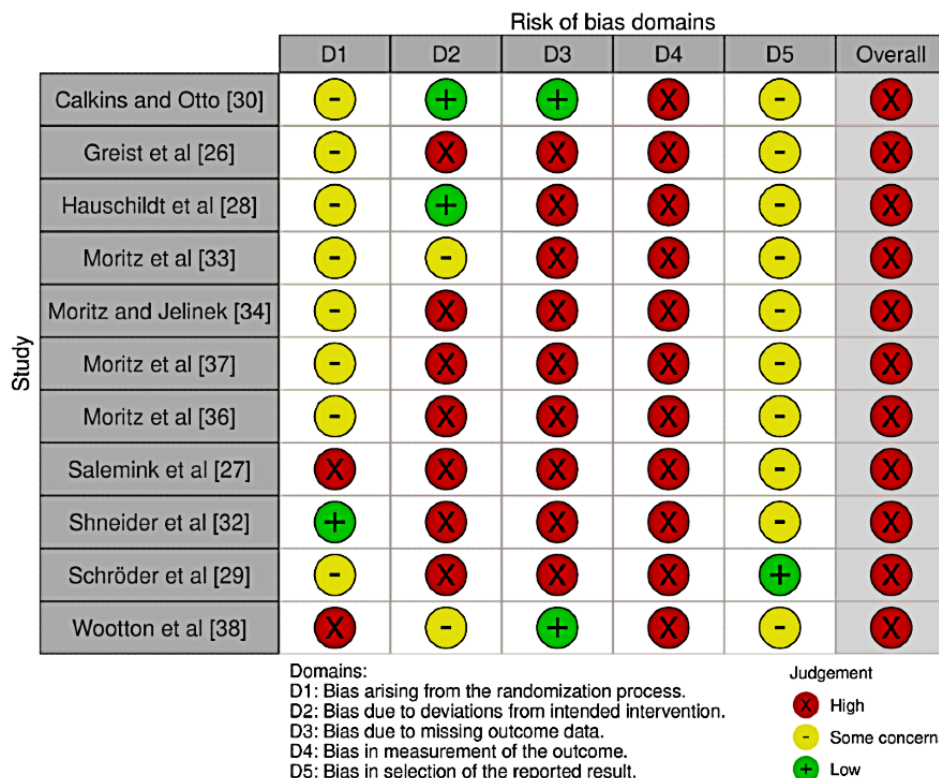 Risk of bias domains
D1 D2 D3 D4 D5 Overall
Study
Calkins and Otto [30] - + + X - X
Greist et al [26] - X X X - X
Hauschildt et al [28] - + X X - X
Moritz et al [33] - - X X - X
Moritz and Jelinek [34] - X X X - X
Moritz et al [37] - X X X - X
Moritz et al [36] - X X X - X
Salemink et al [27] X X X X - X
Shneider et al [32] + X X X - X
Schröder et al [29] - X X X + X
Wootton et al [38] X - + X - X
Domains:
D1: Bias arising from the randomization process.
D2: Bias due to deviations from intended intervention.
D3: Bias due to missing outcome data.
D4: Bias in measurement of the outcome.
D5: Bias in selection of the reported result.
Judgement
X High
- Some concern
+ Low